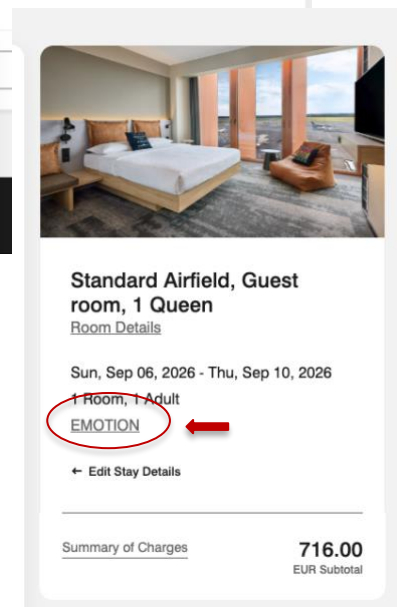 Standard Airfield, Guest
room, 1 Queen
Room Details
Sun, Sep 06, 2026 - Thu, Sep 10, 2026
1 Room, 1 Adult
EMOTION
← Edit Stay Details
Summary of Charges
716.00
EUR Subtotal